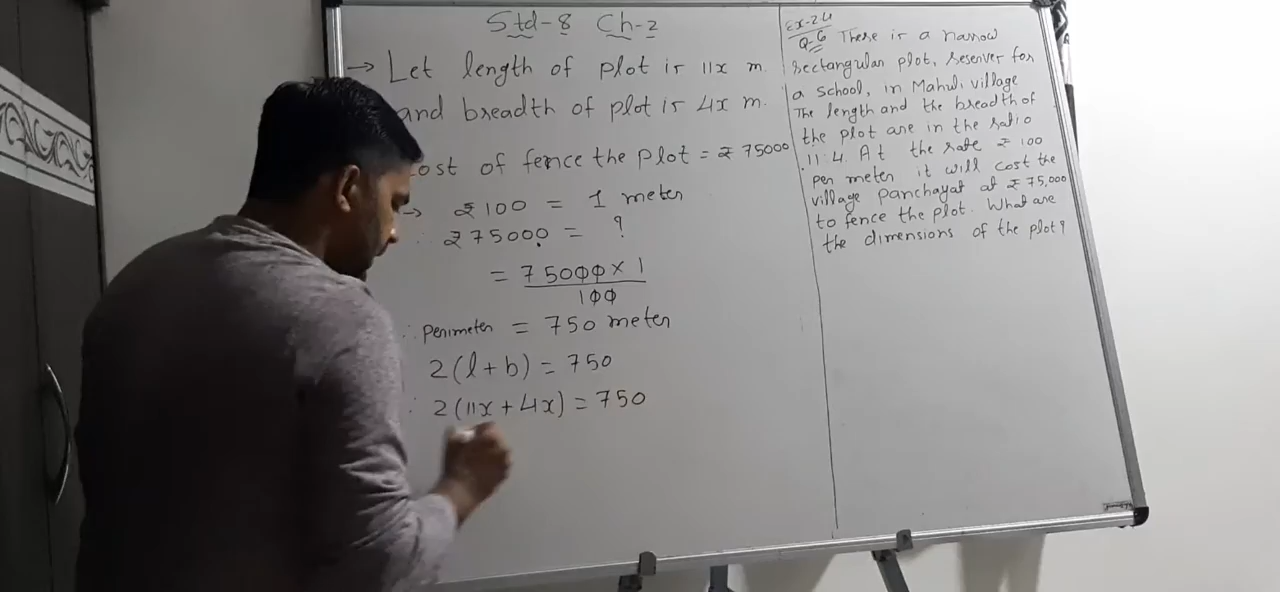 Std-8 Ch-2
→ Let length of plot is 11x m.
and breadth of plot is 4x m.
cost of fence the plot = ₹ 75000
→ ₹ 100 = 1 meter
∴ ₹ 75000 = ?
= 75000 × 1
100
∴ Perimeter = 750 meter
2(l + b) = 750
∴ 2(11x + 4x) = 750
Ex-2.4
Q-6 There is a narrow
rectangular plot, reserver for
a school, in Mahuli village
The length and the breadth of
the plot are in the ratio
11:4. At the rate ₹ 100
per meter it will cost the
village panchayat at ₹ 75,000
to fence the plot. What are
the dimensions of the plot?